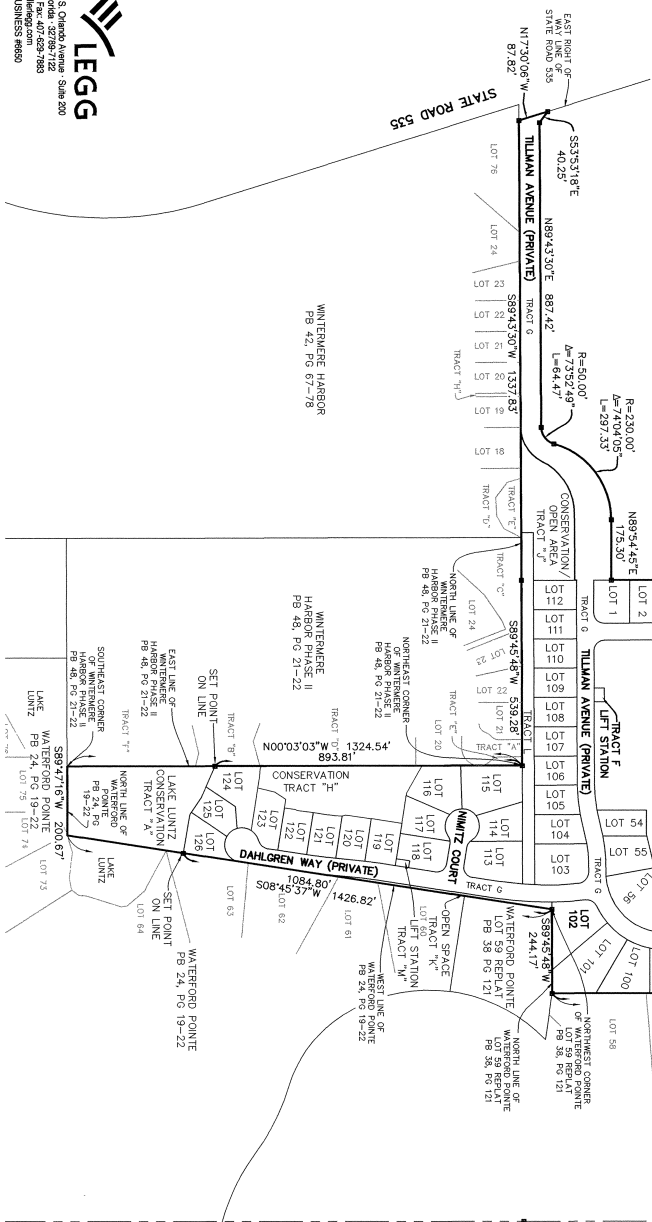 EAST RIGHT OF
WAY LINE OF
STATE ROAD 535
N17°30'06"W
87.82'
STATE ROAD 535
S53°53'18"E
40.25'
TILLMAN AVENUE (PRIVATE)
N89°43'30"E 887.42'
TRACT G
S89°43'30"W 1337.83'
LOT 76
LOT 24
LOT 23
LOT 22
LOT 21
LOT 20
LOT 19
LOT 18
TRACT "H"
TRACT "E"
TRACT "D"
R=50.00'
Δ=73°52'49"
L=64.47'
R=230.00'
Δ=74°04'05"
L=297.33'
N89°54'45"E
175.30'
CONSERVATION/
OPEN AREA
TRACT "J"
LOT 1
LOT 2
TRACT G
TILLMAN AVENUE (PRIVATE)
TRACT F
LIFT STATION
LOT
112
LOT
111
LOT
110
LOT
109
LOT
108
LOT
107
LOT
106
LOT
105
LOT
104
LOT
103
LOT 54
LOT 55
LOT 56
TRACT G
LOT
102
LOT 101
LOT 100
LOT 58
WINTERMERE HARBOR
PB 42, PG 67-78
NORTH LINE OF
WINTERMERE
HARBOR PHASE II
PB 48, PG 21-22
TRACT "C"
LOT 24
LOT 23
LOT 22
LOT 21
LOT 20
TRACT "E"
TRACT "A"
S89°45'48"W 539.28'
TRACT L
NORTHEAST CORNER
OF WINTERMERE
HARBOR PHASE II
PB 48, PG 21-22
WINTERMERE
HARBOR PHASE II
PB 48, PG 21-22
TRACT "D"
TRACT "B"
TRACT "F"
N00°03'03"W 1324.54'
893.81'
SET POINT
ON LINE
EAST LINE OF
WINTERMERE
HARBOR PHASE II
PB 48, PG 21-22
SOUTHEAST CORNER
OF WINTERMERE
HARBOR PHASE II
PB 48, PG 21-22
LOT
115
LOT
114
LOT
113
NIMITZ COURT
LOT
116
LOT
117
LOT
118
LOT
119
LOT
120
LOT
121
LOT
122
LOT
123
LOT
124
LOT
125
LOT
126
CONSERVATION
TRACT "H"
DAHLGREN WAY (PRIVATE)
TRACT G
1084.80'
S08°45'37"W 1426.82'
LAKE LUNTZ
CONSERVATION
TRACT "A"
NORTH LINE OF
WATERFORD
POINTE
PB 24, PG
19-22
S89°47'16"W 200.67'
WATERFORD POINTE
PB 24, PG 19-22
LAKE
LUNTZ
LOT 75
LOT 74
LOT 73
LAKE
LUNTZ
LOT 64
SET POINT
ON LINE
LOT 63
LOT 62
LOT 61
LOT 60
WATERFORD POINTE
PB 24, PG 19-22
WEST LINE OF
WATERFORD POINTE
PB 24, PG 19-22
LIFT STATION
TRACT "M"
OPEN SPACE
TRACT "K"
WATERFORD POINTE
LOT 59 REPLAT
PB 38 PG 121
S89°45'48"W
244.17'
NORTHWEST CORNER
OF WATERFORD POINTE
LOT 59 REPLAT
PB 38, PG 121
NORTH LINE OF
WATERFORD POINTE
LOT 59 REPLAT
PB 38, PG 121
LEGG
S. Orlando Avenue · Suite 200
orida · 32789-7122
Fax: 407-629-7883
llerlegg.com
USINESS #6650